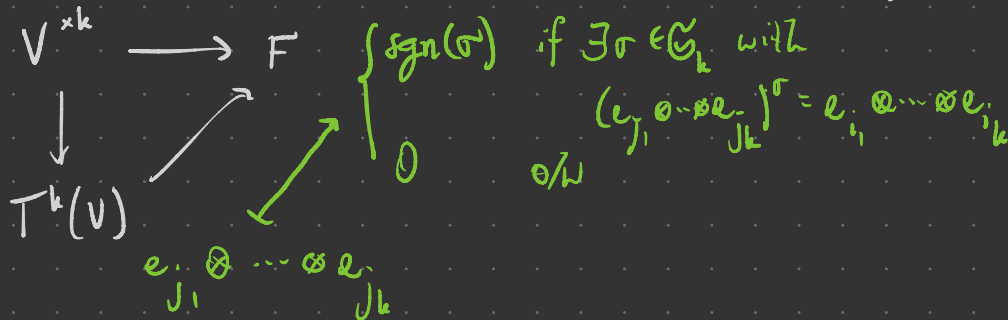 V^{×k} ⟶ F { sgn(σ) if ∃σ ∈ 𝔖_k with
(e_{j_1} ⊗ ⋯ ⊗ e_{j_k})^σ = e_{i_1} ⊗ ⋯ ⊗ e_{i_k}
0 o/w
T^k(V)
e_{j_1} ⊗ ⋯ ⊗ e_{j_k}